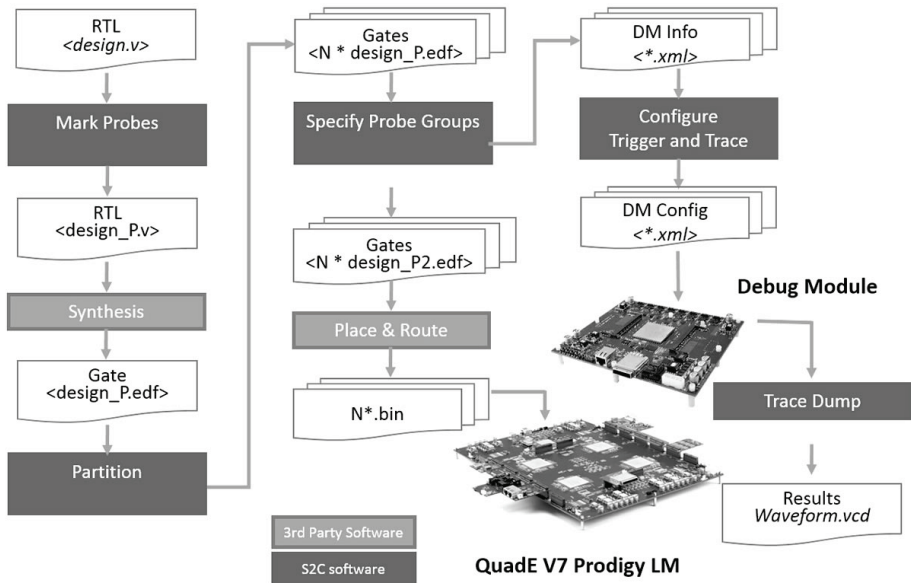 RTL
<design.v>
Mark Probes
RTL
<design_P.v>
Synthesis
Gate
<design_P.edf>
Partition
Gates
<N * design_P.edf>
Specify Probe Groups
Gates
<N * design_P2.edf>
Place & Route
N*.bin
DM Info
<*.xml>
Configure
Trigger and Trace
DM Config
<*.xml>
Debug Module
Trace Dump
Results
Waveform.vcd
QuadE V7 Prodigy LM
3rd Party Software
S2C software